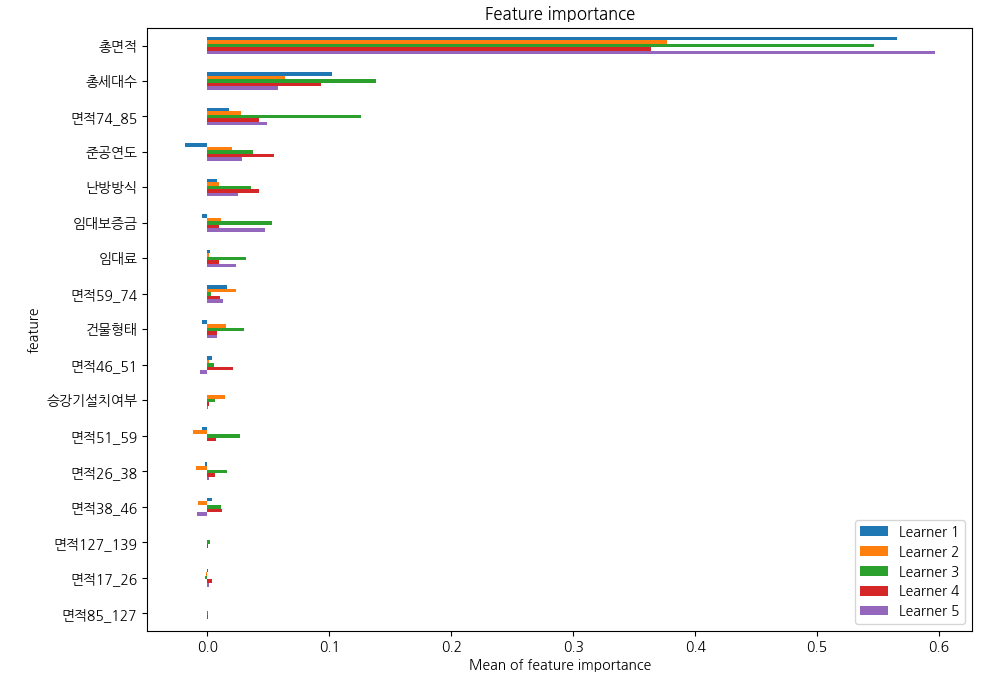 Feature importance
총면적
총세대수
면적74_85
준공연도
난방방식
임대보증금
임대료
면적59_74
건물형태
면적46_51
승강기설치여부
면적51_59
면적26_38
면적38_46
면적127_139
면적17_26
면적85_127
feature
Learner 1
Learner 2
Learner 3
Learner 4
Learner 5
0.0 0.1 0.2 0.3 0.4 0.5 0.6
Mean of feature importance